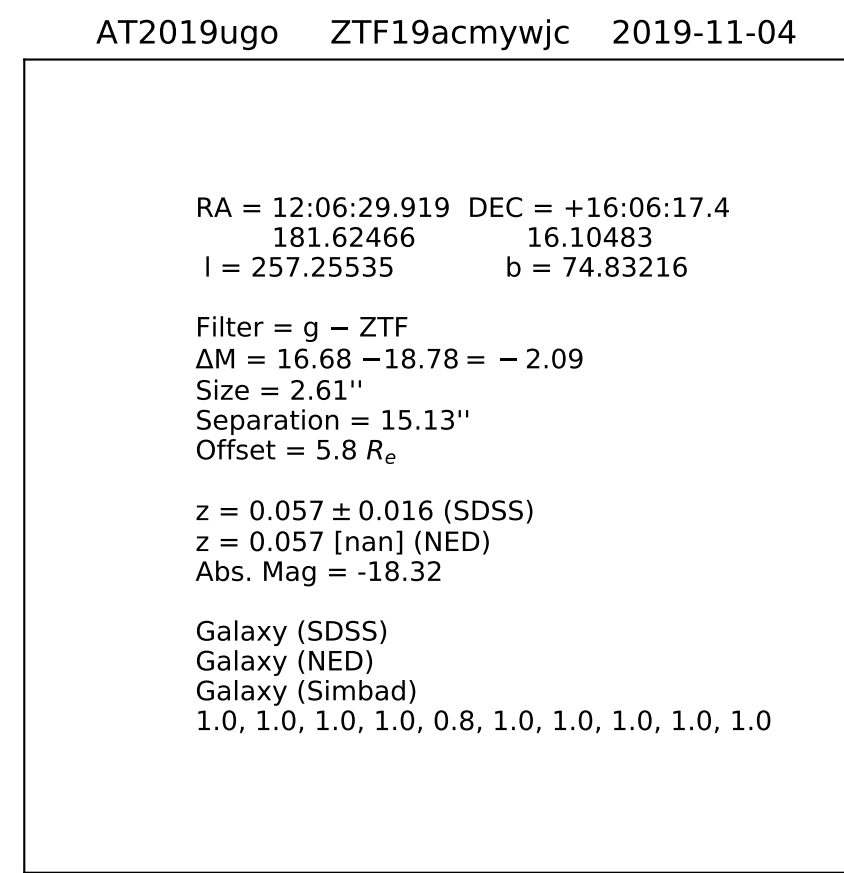 AT2019ugo ZTF19acmywjc 2019-11-04
RA = 12:06:29.919 DEC = +16:06:17.4
181.62466 16.10483
l = 257.25535 b = 74.83216
Filter = g − ZTF
ΔM = 16.68 −18.78 = − 2.09
Size = 2.61''
Separation = 15.13''
Offset = 5.8 Rₑ
z = 0.057 ± 0.016 (SDSS)
z = 0.057 [nan] (NED)
Abs. Mag = -18.32
Galaxy (SDSS)
Galaxy (NED)
Galaxy (Simbad)
1.0, 1.0, 1.0, 1.0, 0.8, 1.0, 1.0, 1.0, 1.0, 1.0